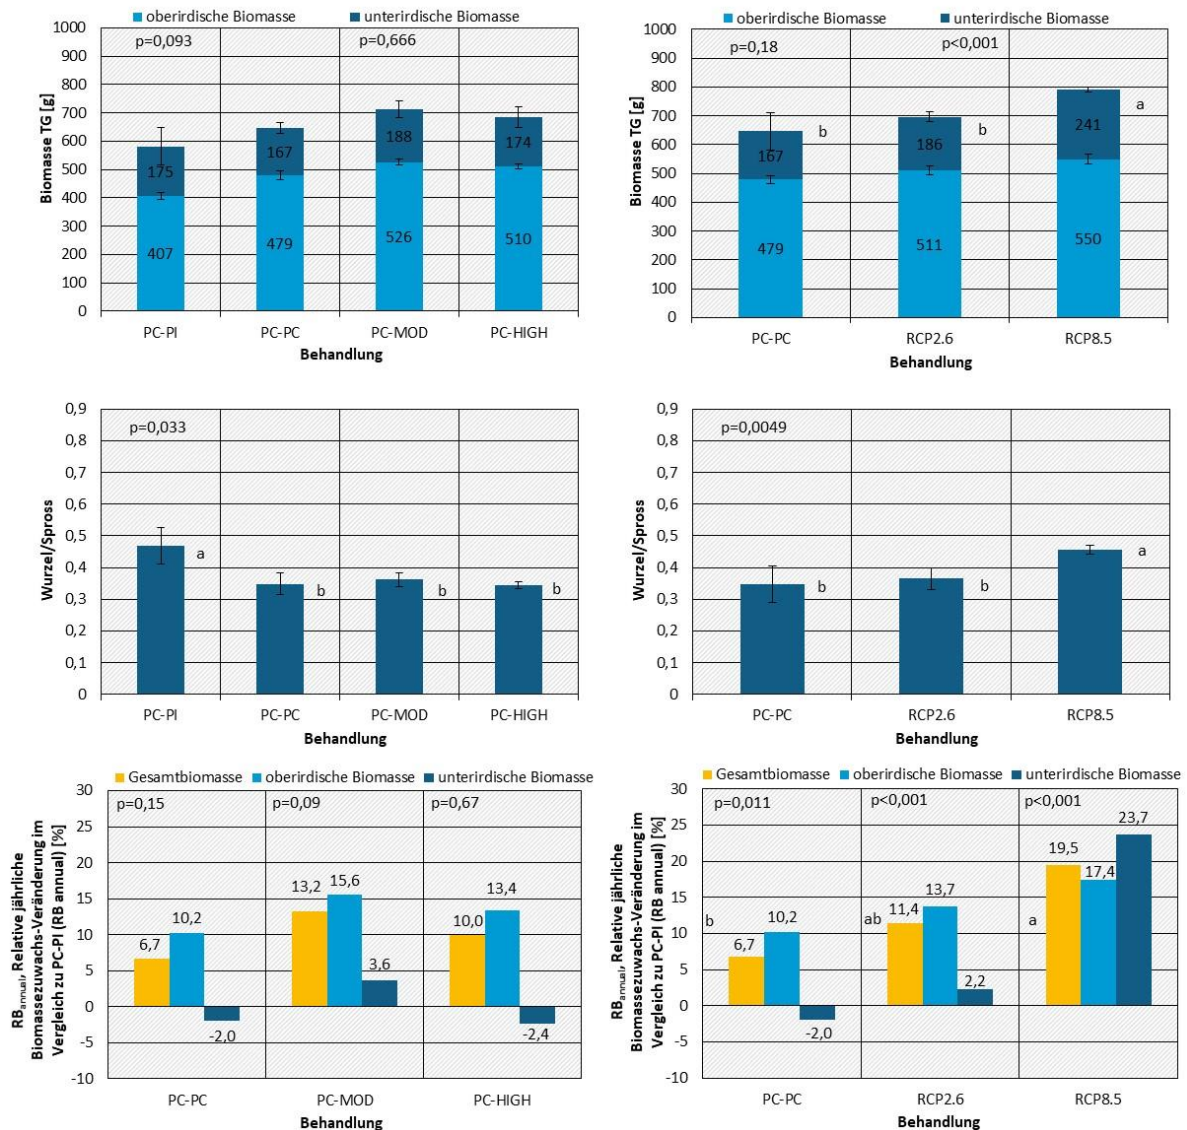 oberirdische Biomasse unterirdische Biomasse
p=0,093 p=0,666
Biomasse TG [g]
1000
900
800
700
600
500
400
300
200
100
0
175 167 188 174
407 479 526 510
PC-PI PC-PC PC-MOD PC-HIGH
Behandlung
oberirdische Biomasse unterirdische Biomasse
p=0,18 p<0,001
Biomasse TG [g]
1000
900
800
700
600
500
400
300
200
100
0
b b a
167 186 241
479 511 550
PC-PC RCP2.6 RCP8.5
Behandlung
p=0,033
Wurzel/Spross
0,9
0,8
0,7
0,6
0,5
0,4
0,3
0,2
0,1
0
a b b b
PC-PI PC-PC PC-MOD PC-HIGH
Behandlung
p=0,0049
Wurzel/Spross
0,9
0,8
0,7
0,6
0,5
0,4
0,3
0,2
0,1
0
b b a
PC-PC RCP2.6 RCP8.5
Behandlung
Gesamtbiomasse oberirdische Biomasse unterirdische Biomasse
p=0,15 p=0,09 p=0,67
RBannual, Relative jährliche
Biomassezuwachs-Veränderung im
Vergleich zu PC-PI (RB annual) [%]
30
25
20
15
10
5
0
-5
-10
6,7 10,2 -2,0
13,2 15,6 3,6
10,0 13,4 -2,4
PC-PC PC-MOD PC-HIGH
Behandlung
Gesamtbiomasse oberirdische Biomasse unterirdische Biomasse
p=0,011 p<0,001 p<0,001
RBannual, Relative jährliche
Biomassezuwachs-Veränderung im
Vergleich zu PC-PI (RB annual) [%]
30
25
20
15
10
5
0
-5
-10
b 6,7 10,2 -2,0
ab 11,4 13,7 2,2
a 19,5 17,4 23,7
PC-PC RCP2.6 RCP8.5
Behandlung